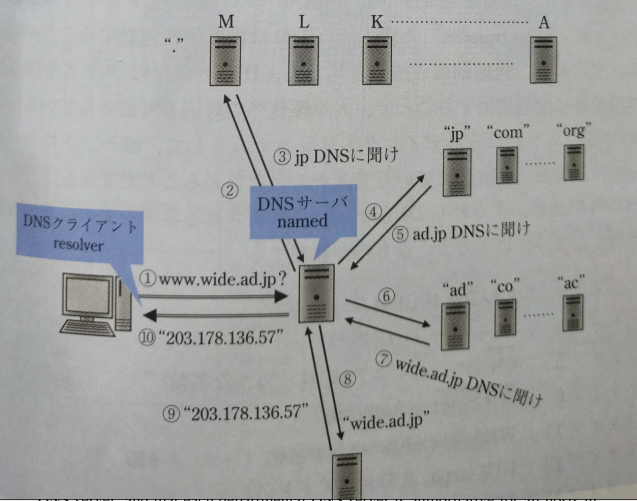 M L K A
"."
③ jp DNSに聞け
②
"jp" "com" "org"
DNSサーバ
named
④
⑤ ad.jp DNSに聞け
DNSクライアント
resolver
① www.wide.ad.jp?
⑩ "203.178.136.57"
⑥
"ad" "co" "ac"
⑦ wide.ad.jp DNSに聞け
⑧
⑨ "203.178.136.57"
"wide.ad.jp"